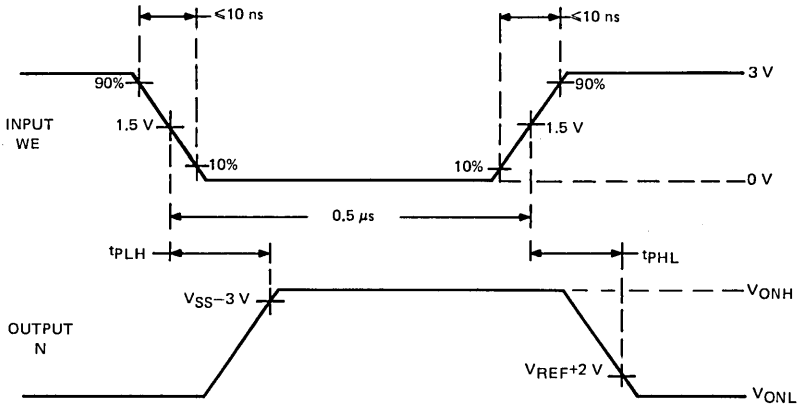 ≤10 ns
≤10 ns
90%
90%
3 V
INPUT
WE
1.5 V
1.5 V
10%
10%
0 V
0.5 μs
tPLH
tPHL
VSS−3 V
VONH
OUTPUT
N
VREF+2 V
VONL